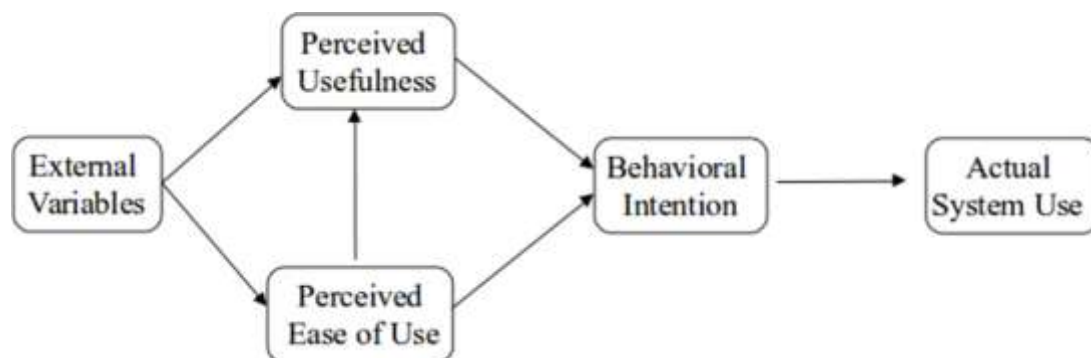 Perceived
Usefulness
External
Variables
Behavioral
Intention
Actual
System Use
Perceived
Ease of Use